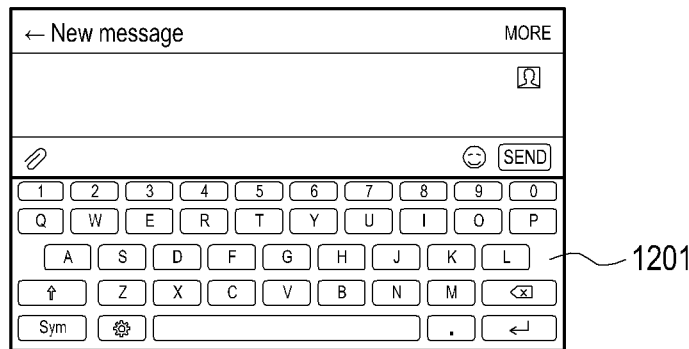 ← New message MORE
SEND
1 2 3 4 5 6 7 8 9 0
Q W E R T Y U I O P
A S D F G H J K L
1201
Z X C V B N M
Sym .